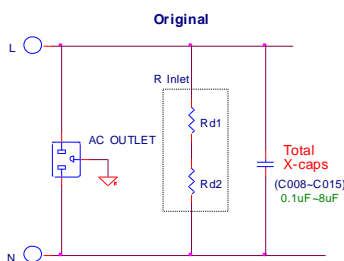 Original
L
R Inlet
AC OUTLET
Rd1
Rd2
Total
X-caps
(C008~C015)
0.1uF~8uF
N